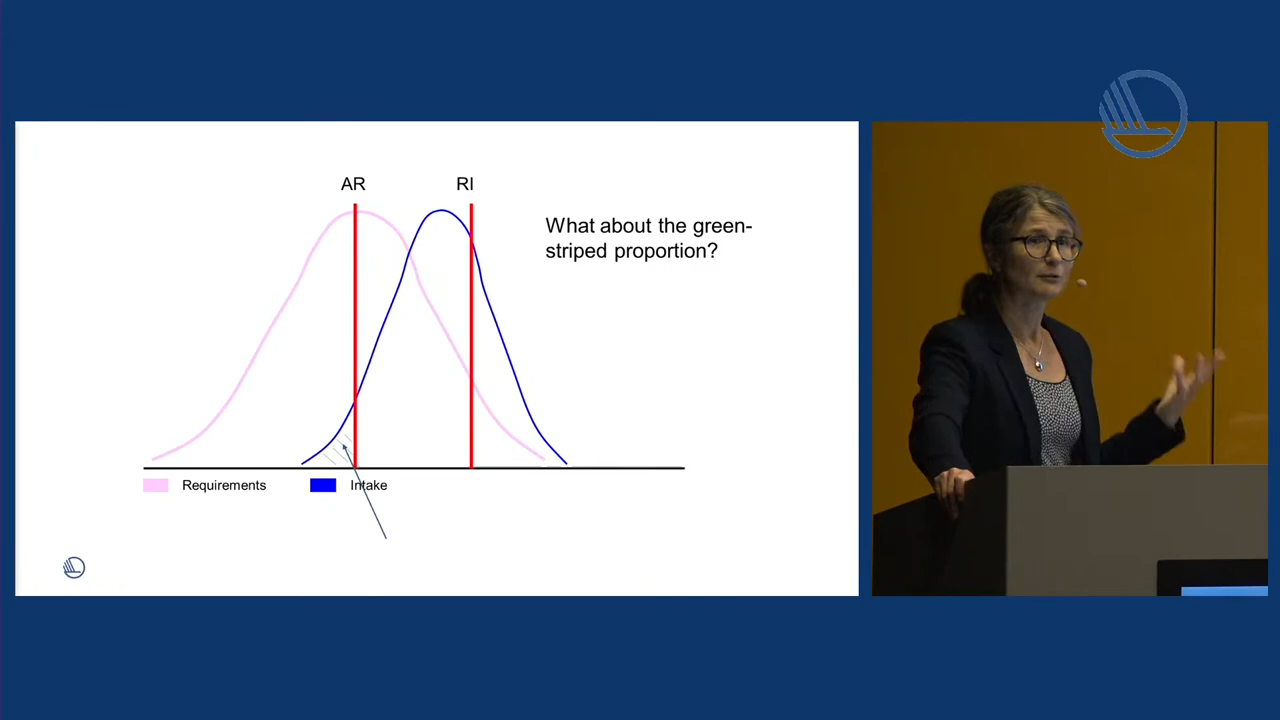 AR
RI
What about the green-
striped proportion?
Requirements
Intake